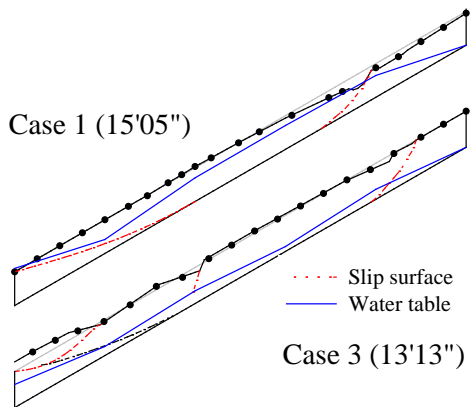 Case 1 (15'05")
Slip surface
Water table
Case 3 (13'13")